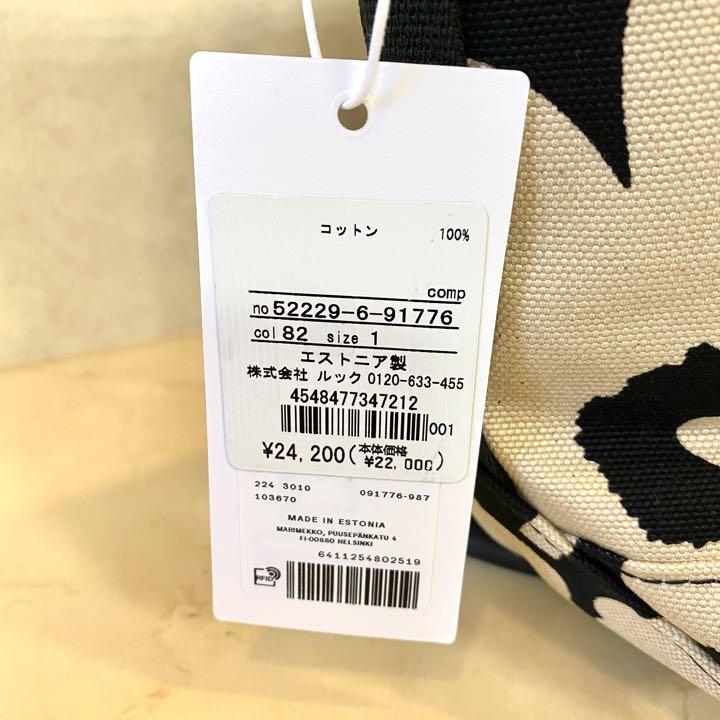 コットン 100%
comp
no 52229-6-91776
col 82 size 1
エストニア製
株式会社 ルック 0120-633-455
4548477347212
001
¥24,200(本体価格 ¥22,000)
224 3010 091776-987
103670
MADE IN ESTONIA
MARIMEKKO, PUUSEPÄNKATU 4
FI-00880 HELSINKI
6411254802519
RFID